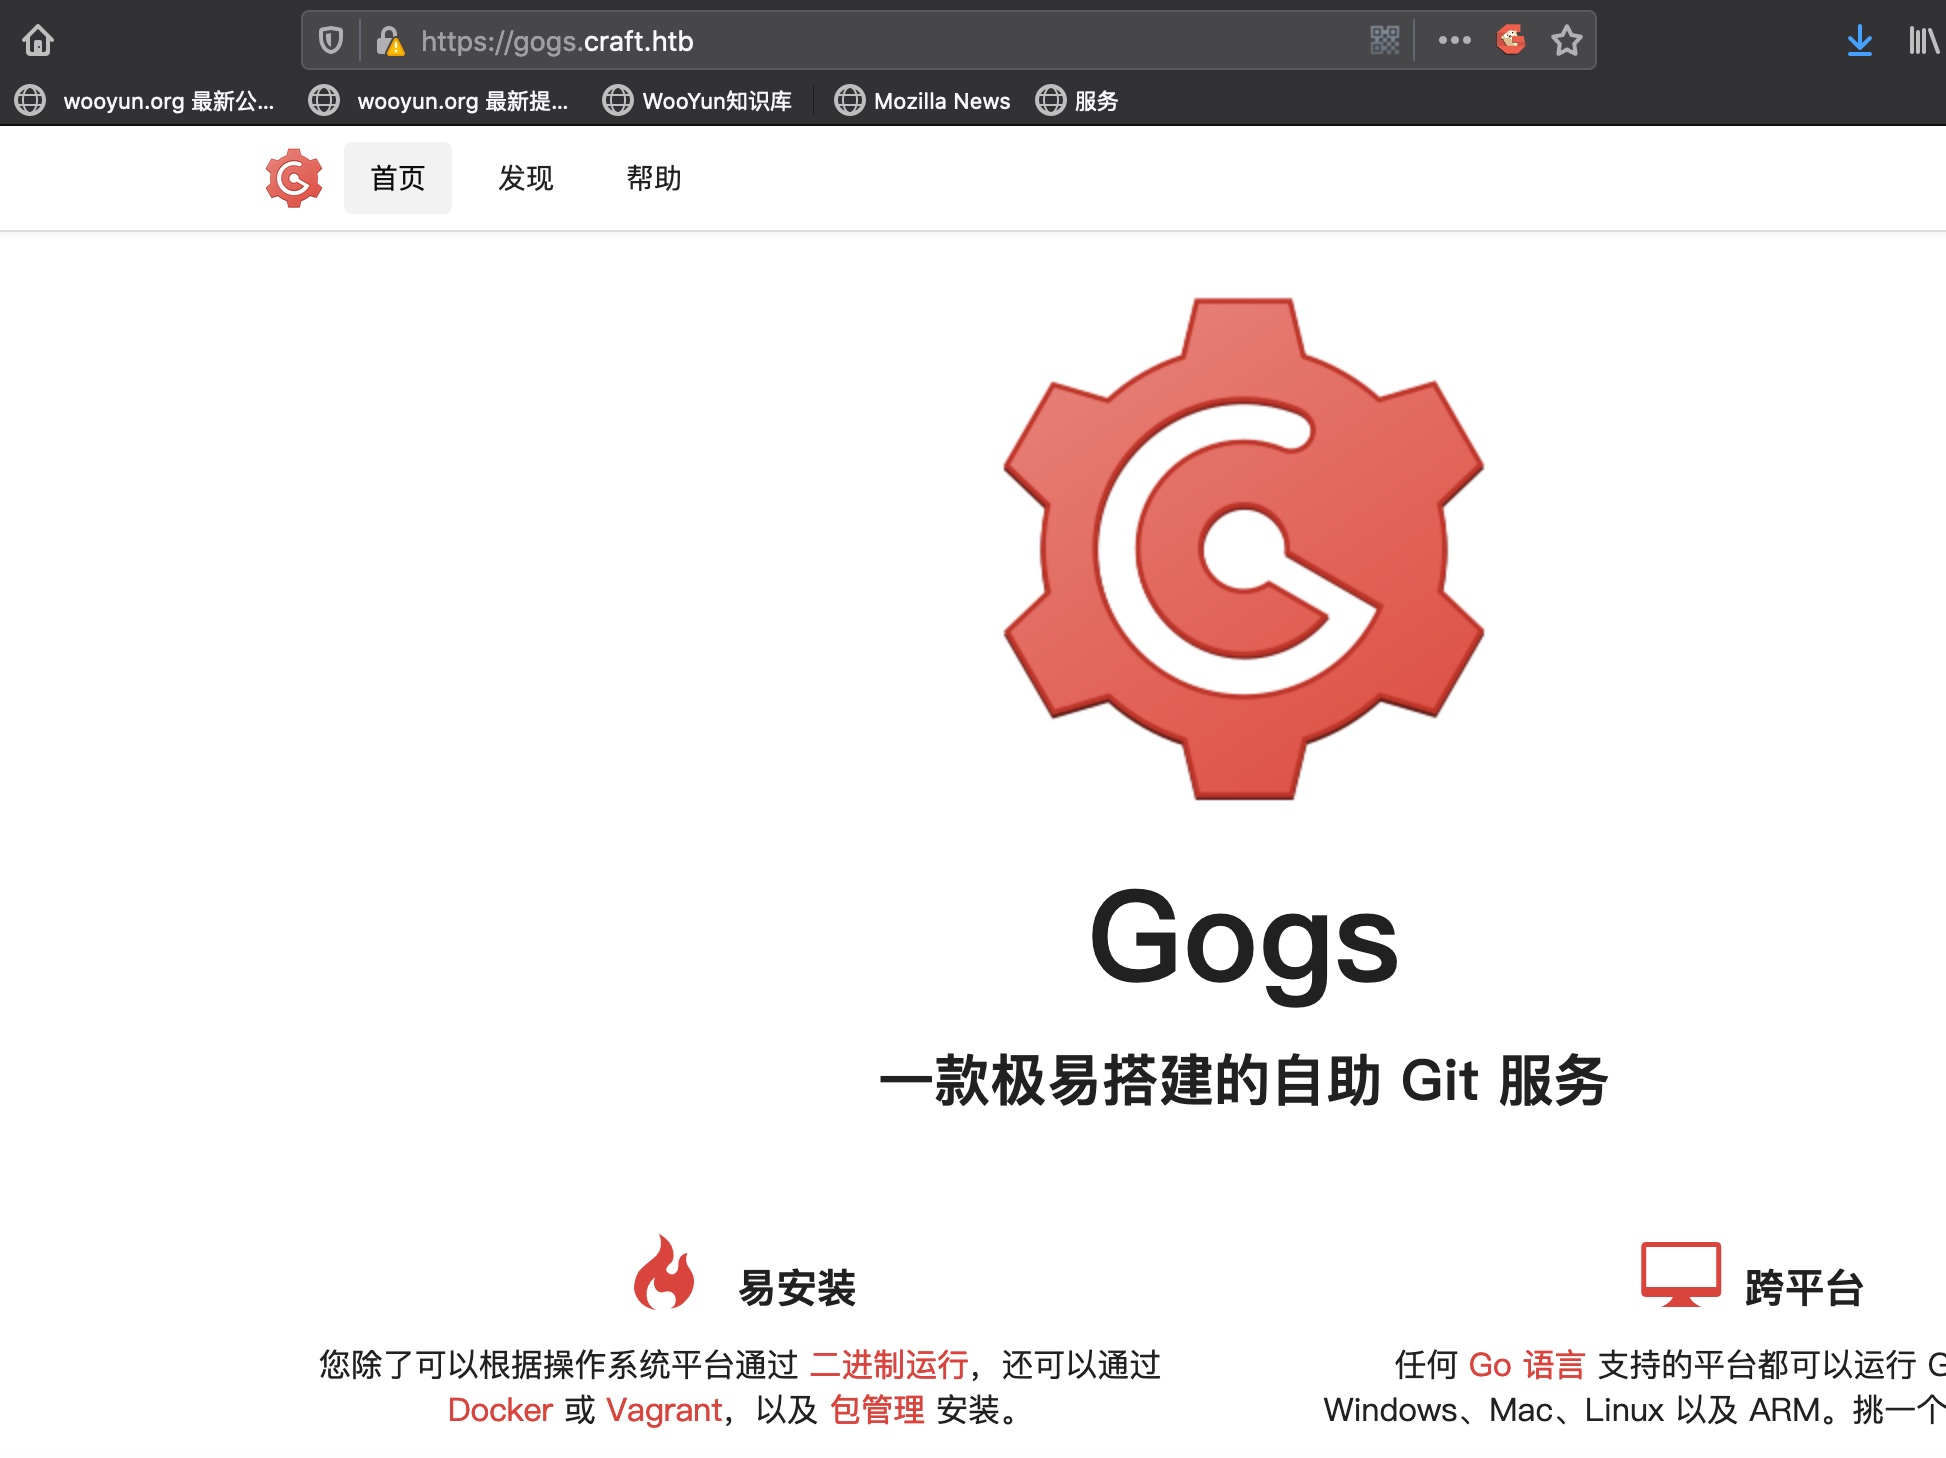 https://gogs.craft.htb
wooyun.org 最新公... wooyun.org 最新提... WooYun知识库 Mozilla News 服务
首页 发现 帮助
Gogs
一款极易搭建的自助 Git 服务
易安装
您除了可以根据操作系统平台通过 二进制运行，还可以通过
Docker 或 Vagrant，以及 包管理 安装。
跨平台
任何 Go 语言 支持的平台都可以运行 G
Windows、Mac、Linux 以及 ARM。挑一个